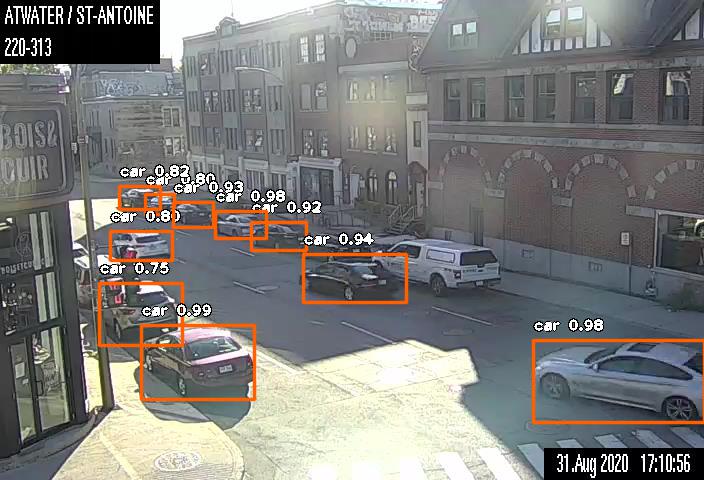 ATWATER / ST-ANTOINE
220-313
BOIS
CUIR
car 0.82
car 0.80
car 0.93
car 0.98
car 0.92
car 0.80
car 0.94
car 0.75
car 0.99
car 0.98
31.Aug 2020 17:10:56